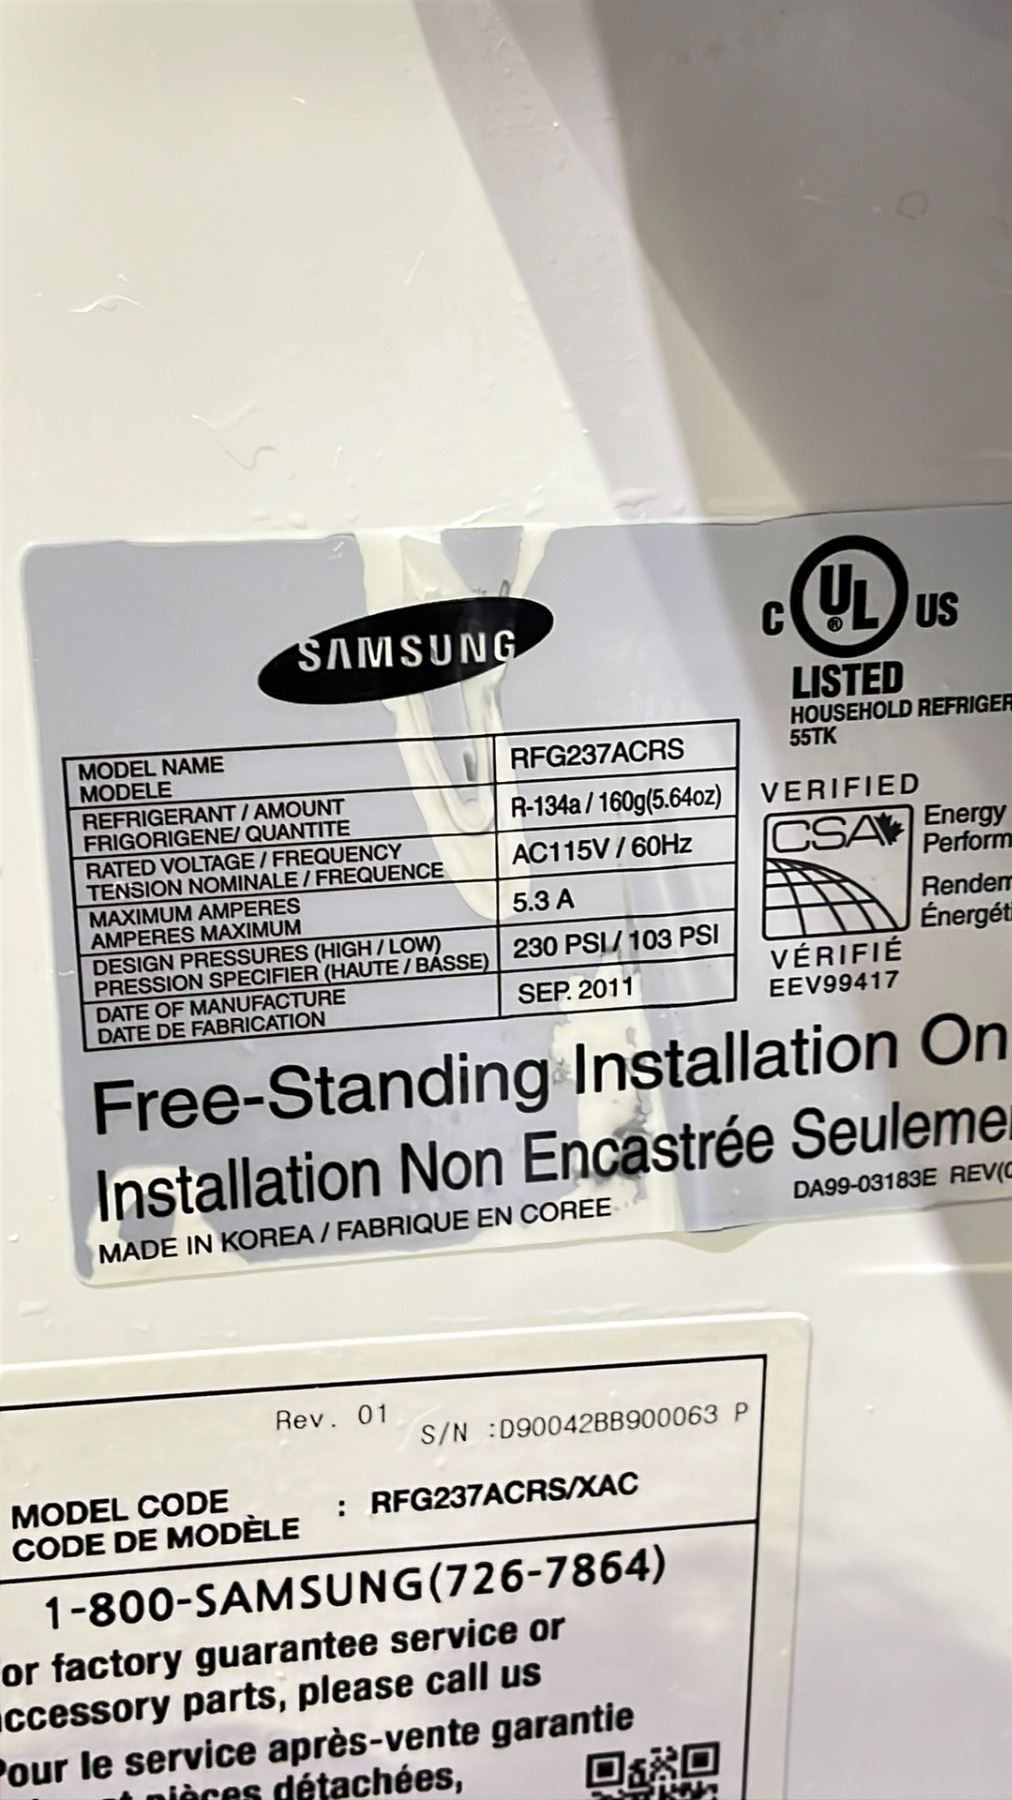 SAMSUNG
C UL® US
LISTED
HOUSEHOLD REFRIGER
55TK
MODEL NAME
MODELE
RFG237ACRS
REFRIGERANT / AMOUNT
FRIGORIGENE/ QUANTITE
R-134a / 160g(5.64oz)
RATED VOLTAGE / FREQUENCY
TENSION NOMINALE / FREQUENCE
AC115V / 60Hz
MAXIMUM AMPERES
AMPERES MAXIMUM
5.3 A
DESIGN PRESSURES (HIGH / LOW)
PRESSION SPECIFIER (HAUTE / BASSE)
230 PSI / 103 PSI
DATE OF MANUFACTURE
DATE DE FABRICATION
SEP. 2011
VERIFIED
CSA
Energy
Perform
Rendem
Énergéti
VÉRIFIÉ
EEV99417
Free-Standing Installation On
Installation Non Encastrée Seuleme
MADE IN KOREA / FABRIQUE EN COREE
DA99-03183E REV(0
Rev. 01
S/N :D90042BB900063 P
MODEL CODE
CODE DE MODÈLE
: RFG237ACRS/XAC
1-800-SAMSUNG(726-7864)
or factory guarantee service or
ccessory parts, please call us
Pour le service après-vente garantie
pièces détachées,